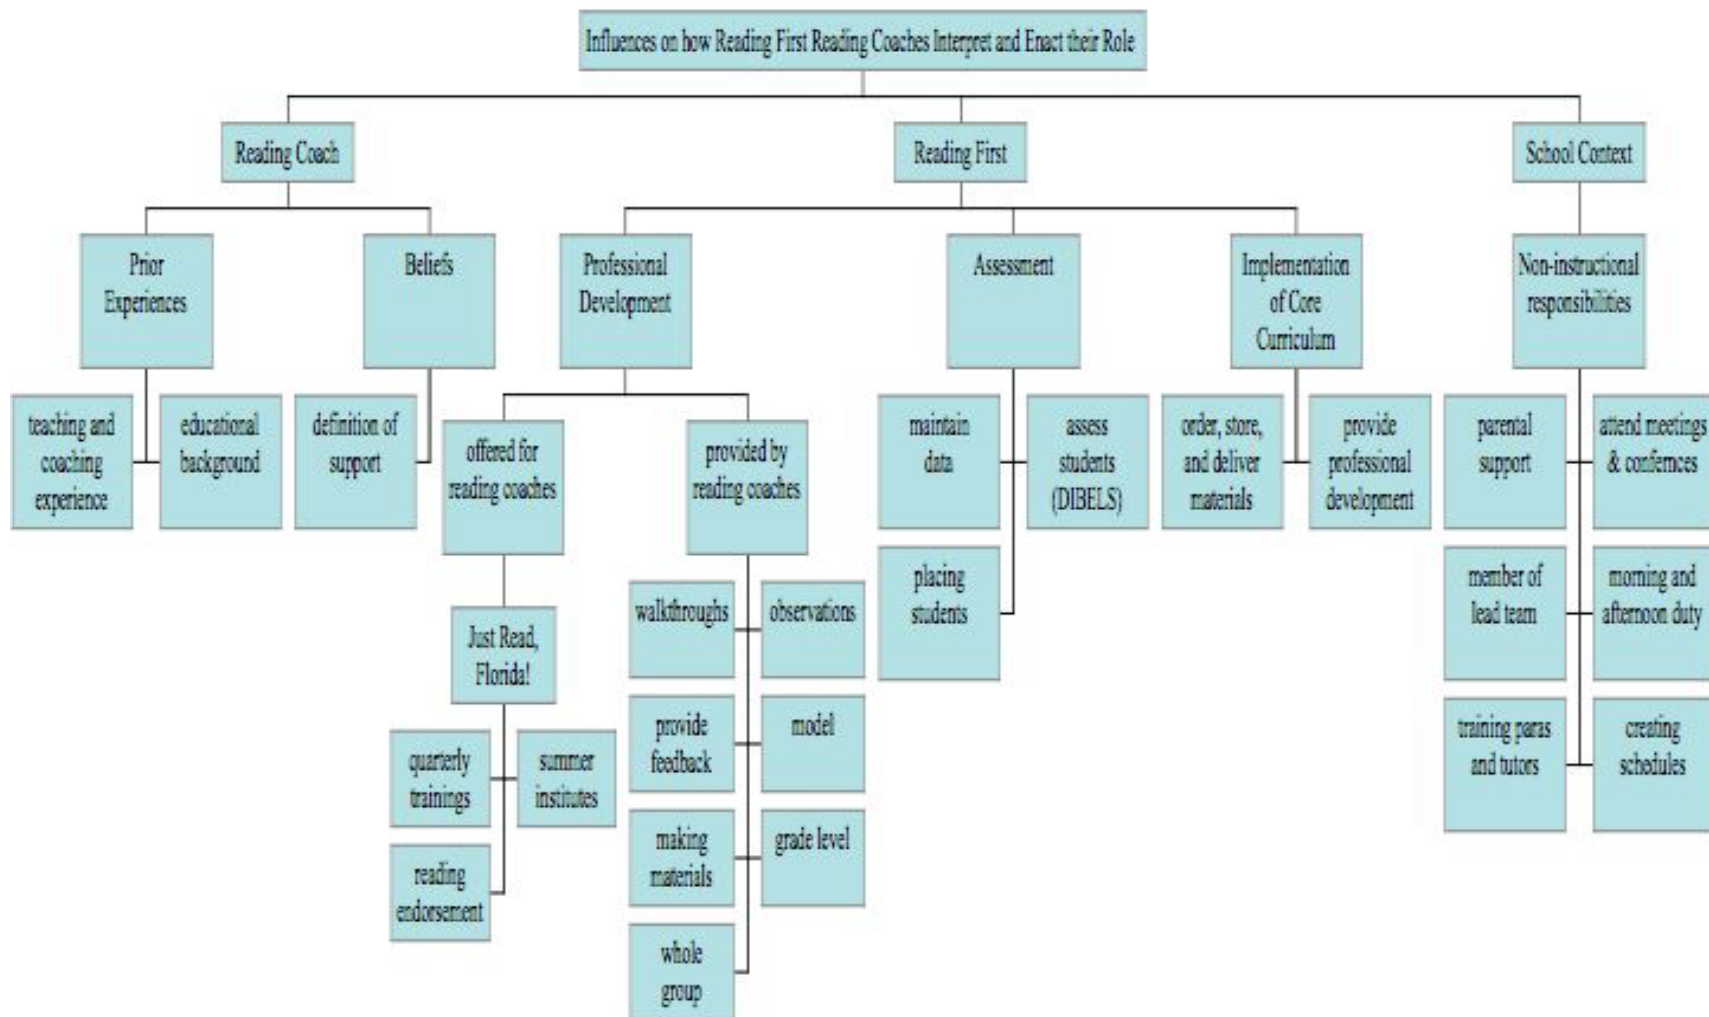 Influences on how Reading First Reading Coaches Interpret and Enact their Role
Reading Coach
Reading First
School Context
Prior
Experiences
Beliefs
Professional
Development
Assessment
Implementation
of Core
Curriculum
Non-instructional
responsibilities
teaching and
coaching
experience
educational
background
definition of
support
offered for
reading coaches
provided by
reading coaches
maintain
data
assess
students
(DIBELS)
order, store,
and deliver
materials
provide
professional
development
parental
support
attend meetings
& confernces
Just Read,
Florida!
walkthroughs
observations
placing
students
member of
lead team
morning and
afternoon duty
quarterly
trainings
summer
institutes
provide
feedback
model
training paras
and tutors
creating
schedules
reading
endorsement
making
materials
grade level
whole
group